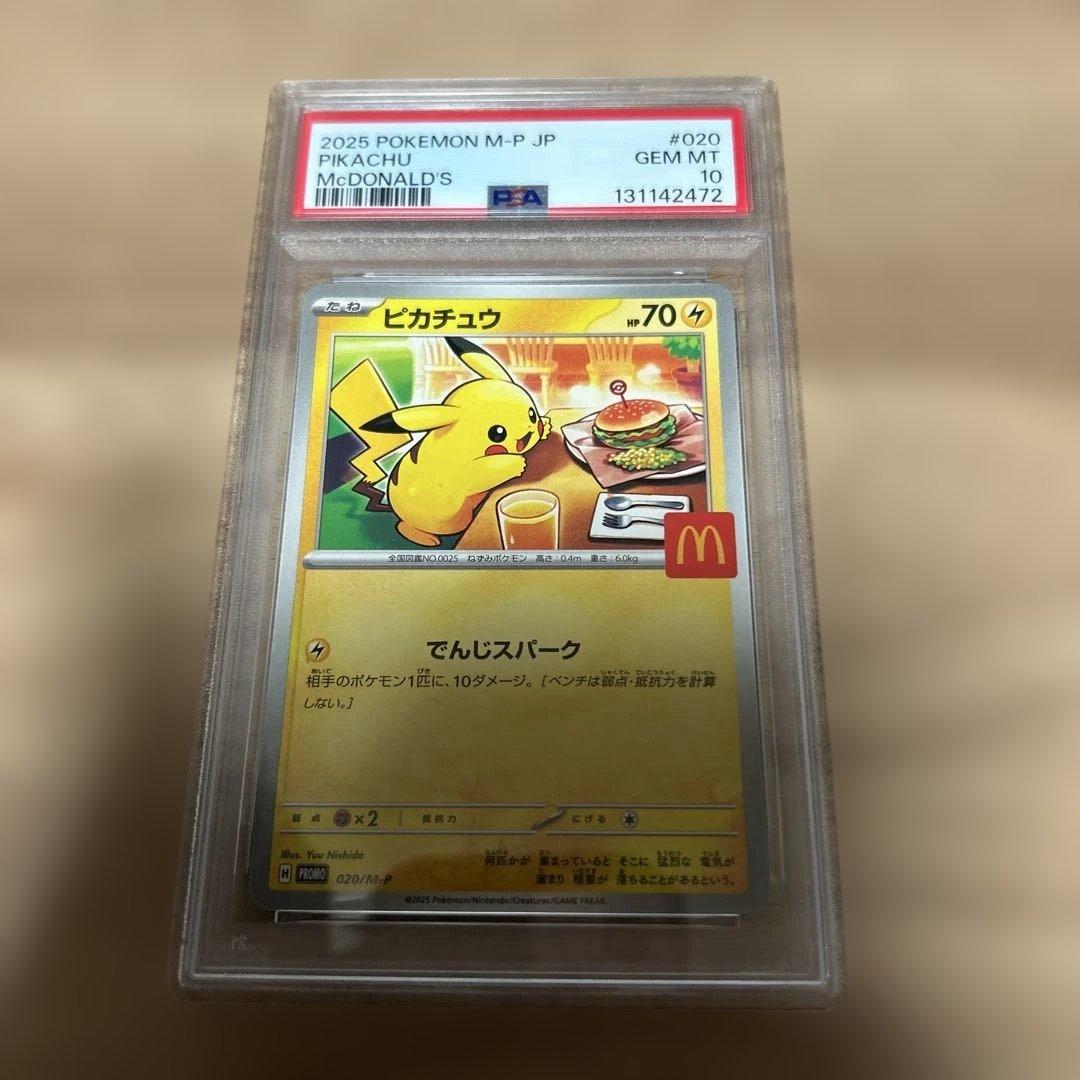 2025 POKEMON M-P JP #020
PIKACHU GEM MT
McDONALD'S 10
PSA 131142472
たね ピカチュウ HP70
全国図鑑NO.0025 ねずみポケモン 高さ:0.4m 重さ:6.0kg
でんじスパーク
相手のポケモン1匹に、10ダメージ。[ベンチは弱点・抵抗力を計算
しない。]
弱点 ×2 抵抗力 にげる
Illus. Yuu Nishida
何匹かが 集まっていると そこに 猛烈な 電気が
溜まり 稲妻が 落ちることがあるという。
H PROMO 020/M-P
©2025 Pokémon/Nintendo/Creatures/GAME FREAK.